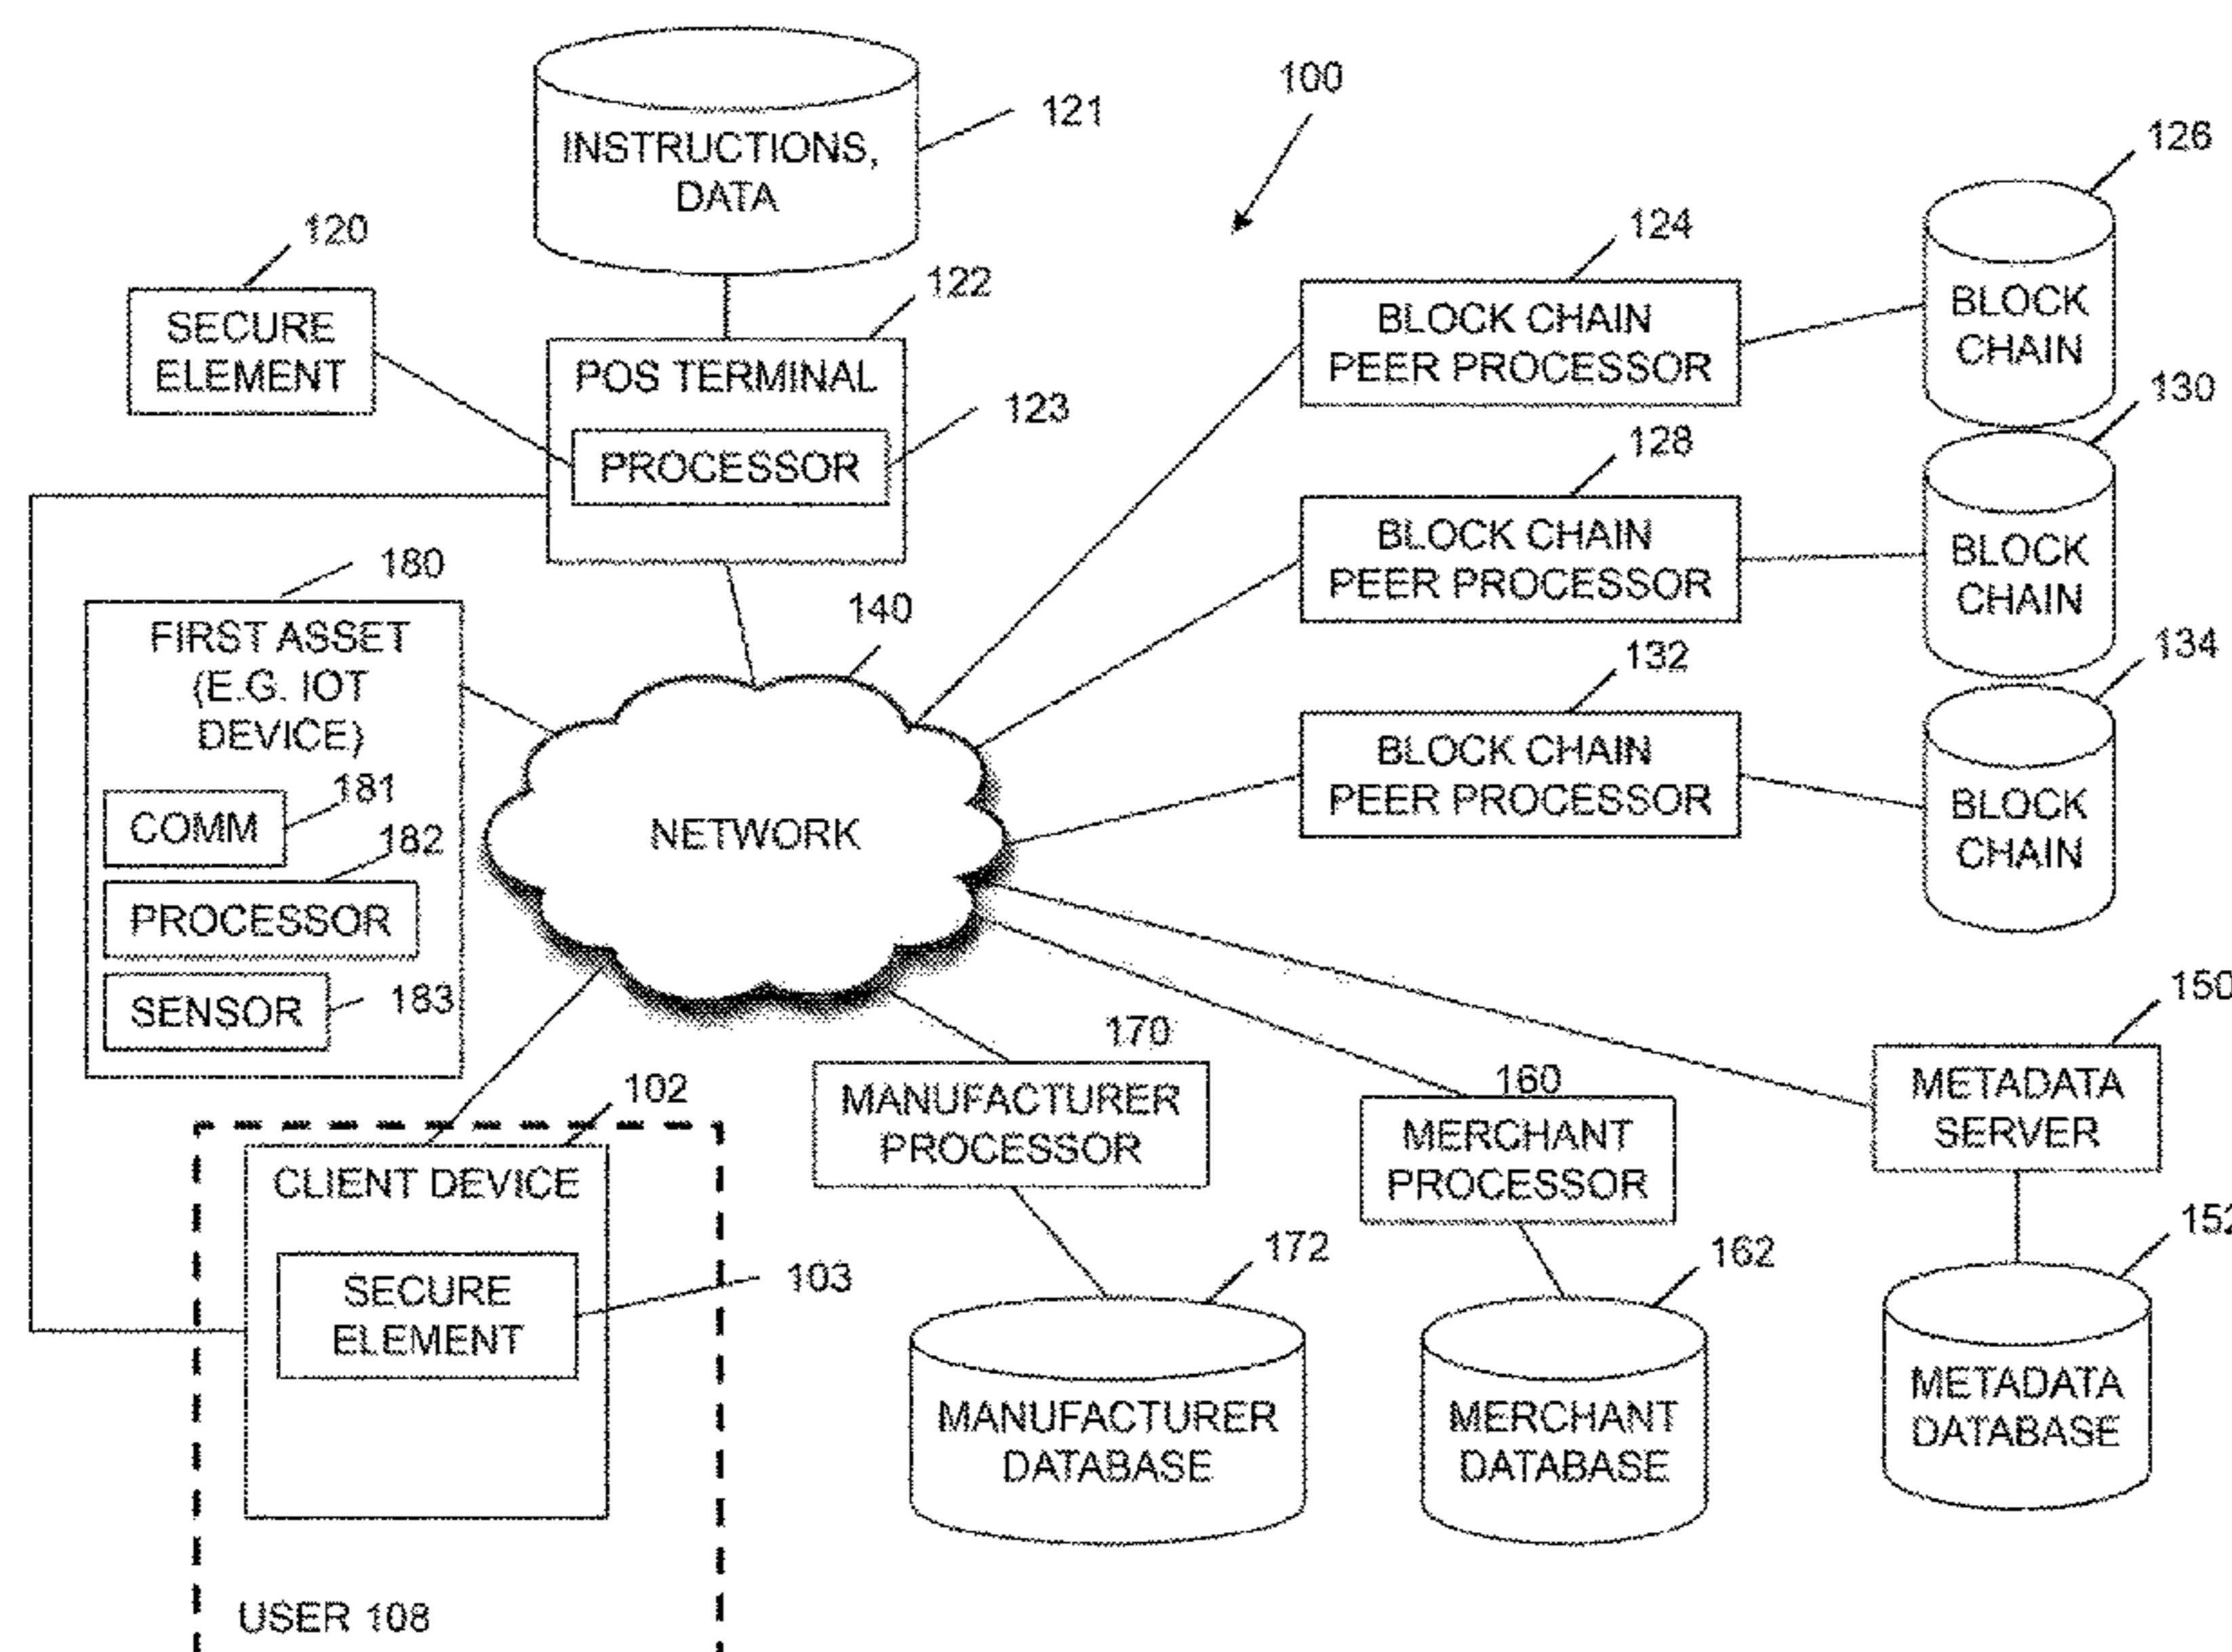 100
121
INSTRUCTIONS,
DATA
126
120
124
122
SECURE
ELEMENT
BLOCK CHAIN
PEER PROCESSOR
BLOCK
CHAIN
POS TERMINAL
123
PROCESSOR
130
128
BLOCK CHAIN
PEER PROCESSOR
BLOCK
CHAIN
180
140
132
134
FIRST ASSET
(E.G. IOT
DEVICE)
181
COMM
182
PROCESSOR
SENSOR
183
NETWORK
BLOCK CHAIN
PEER PROCESSOR
BLOCK
CHAIN
150
170
160
102
MANUFACTURER
PROCESSOR
MERCHANT
PROCESSOR
METADATA
SERVER
CLIENT DEVICE
SECURE
ELEMENT
103
172
162
152
MANUFACTURER
DATABASE
MERCHANT
DATABASE
METADATA
DATABASE
USER 108